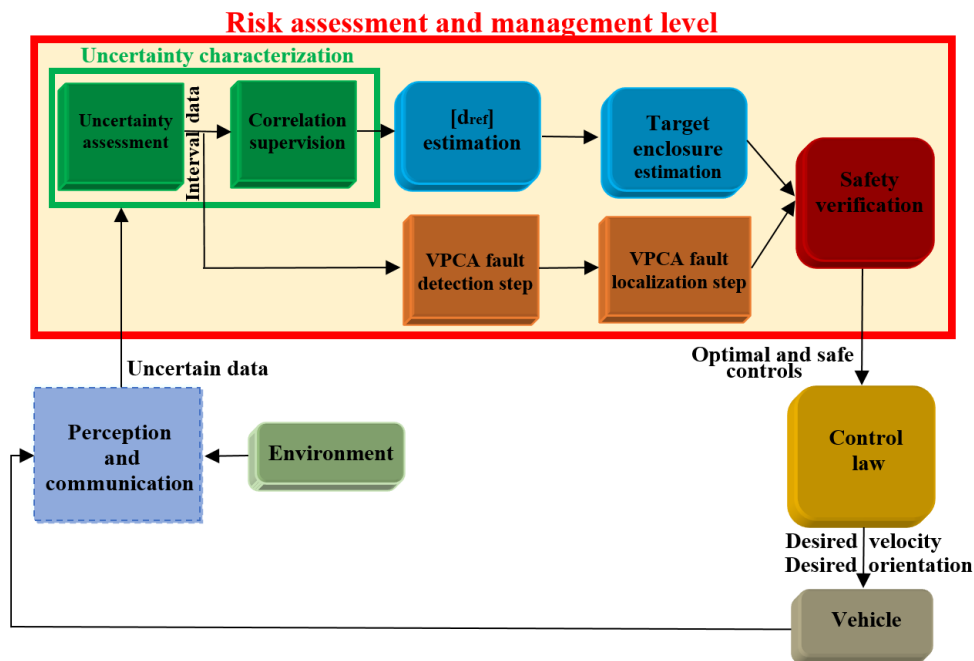 Risk assessment and management level
Uncertainty characterization
Uncertainty
assessment
Interval data
Correlation
supervision
[dref]
estimation
Target
enclosure
estimation
Safety
verification
VPCA fault
detection step
VPCA fault
localization step
Uncertain data
Optimal and safe
controls
Perception
and
communication
Environment
Control
law
Desired velocity
Desired orientation
Vehicle